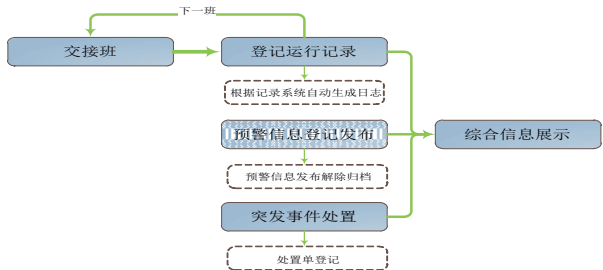 下一班
交接班
登记运行记录
根据记录系统自动生成日志
预警信息登记发布
综合信息展示
预警信息发布解除归档
突发事件处置
处置单登记